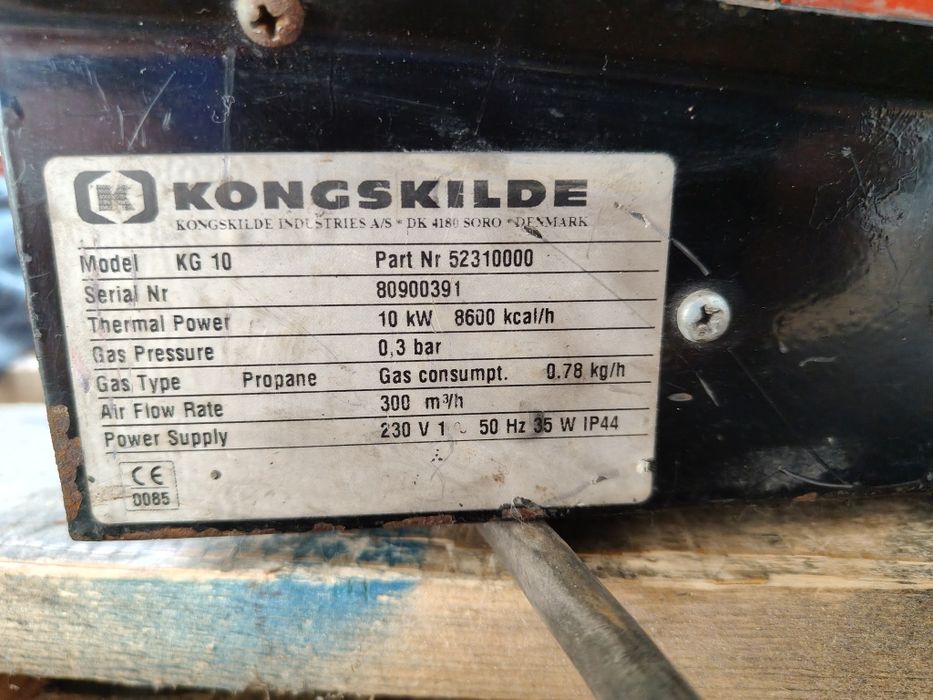 K KONGSKILDE
KONGSKILDE INDUSTRIES A/S * DK 4180 SORO * DENMARK
Model KG 10 Part Nr 52310000
Serial Nr 80900391
Thermal Power 10 kW 8600 kcal/h
Gas Pressure 0,3 bar
Gas Type Propane Gas consumpt. 0.78 kg/h
Air Flow Rate 300 m³/h
Power Supply 230 V 1 ~ 50 Hz 35 W IP44
CE
0085